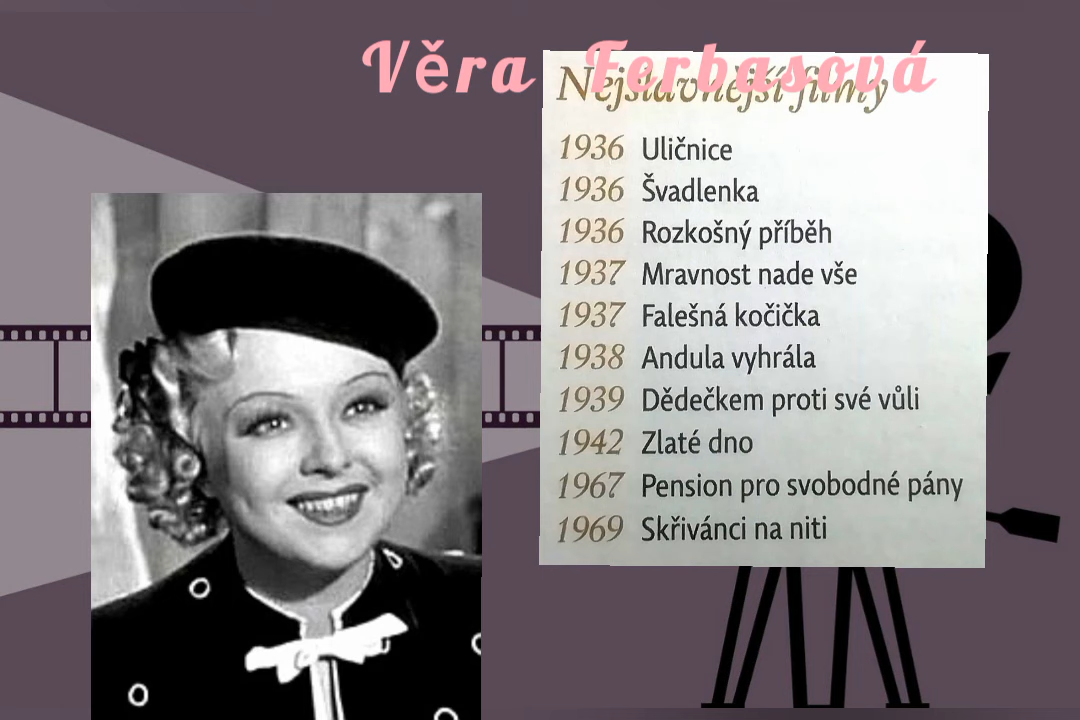 Věra Ferbasová
Nejslavnější filmy
1936 Uličnice
1936 Švadlenka
1936 Rozkošný příběh
1937 Mravnost nade vše
1937 Falešná kočička
1938 Andula vyhrála
1939 Dědečkem proti své vůli
1942 Zlaté dno
1967 Pension pro svobodné pány
1969 Skřivánci na niti